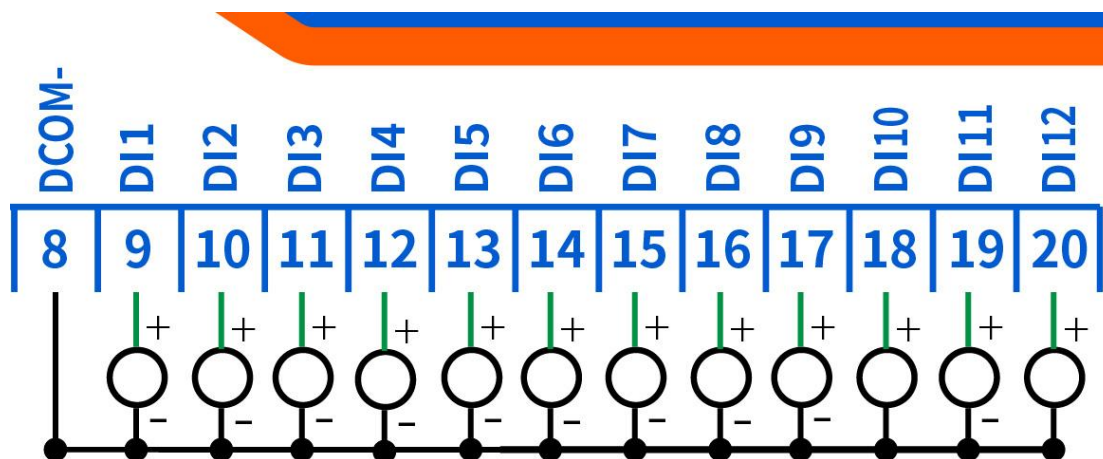 DCOM- DI1 DI2 DI3 DI4 DI5 DI6 DI7 DI8 DI9 DI10 DI11 DI12
8 9 10 11 12 13 14 15 16 17 18 19 20
+ + + + + + + + + + +
- - - - - - - - - -